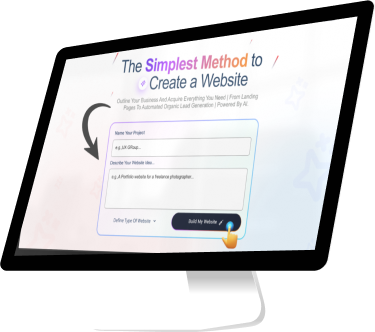 The Simplest Method to
Create a Website
Outline Your Business And Acquire Everything You Need | From Landing
Pages To Automated Organic Lead Generation | Powered By AI.
Name Your Project
Describe Your Website Idea...
e.g, A Portfolio website for a freelance photographer...
Define Type Of Website
Build My Website